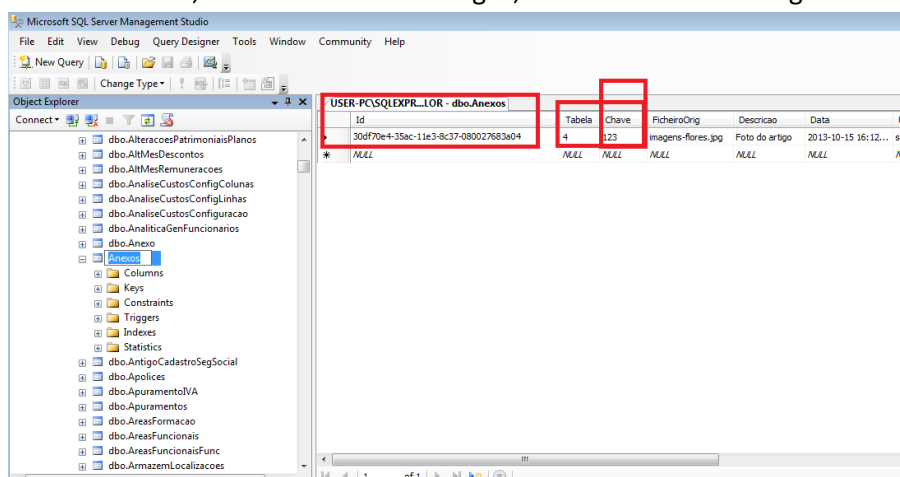 Microsoft SQL Server Management Studio
File Edit View Debug Query Designer Tools Window Community Help
New Query
Change Type
Object Explorer
USER-PC\SQLEXPR...LOR - dbo.Anexos
Connect
Id Tabela Chave FicheiroOrig Descricao Data
30df70e4-35ac-11e3-8c37-080027683a04 4 123 imagens-flores.jpg Foto do artigo 2013-10-15 16:12... s
NULL NULL NULL NULL NULL NULL
dbo.AlteracoesPatrimoniaisPlanos
dbo.AltMesDescontos
dbo.AltMesRemuneracoes
dbo.AnaliseCustosConfigColunas
dbo.AnaliseCustosConfigLinhas
dbo.AnaliseCustosConfiguracao
dbo.AnaliticaGenFuncionarios
dbo.Anexo
Anexos
Columns
Keys
Constraints
Triggers
Indexes
Statistics
dbo.AntigoCadastroSegSocial
dbo.Apolices
dbo.ApuramentoIVA
dbo.Apuramentos
dbo.AreasFormacao
dbo.AreasFuncionais
dbo.AreasFuncionaisFunc
dbo.ArmazemLocalizacoes
1 of 1